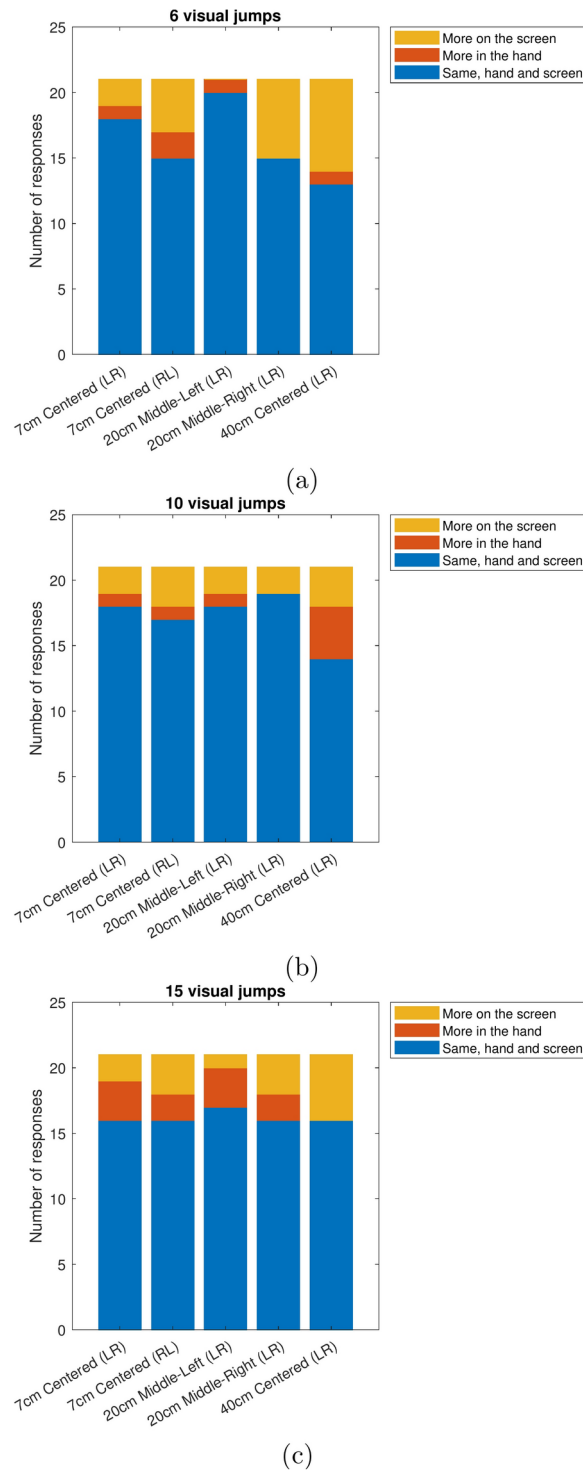 6 visual jumps
25
20
15
10
5
0
Number of responses
More on the screen
More in the hand
Same, hand and screen
7cm Centered (LR)
7cm Centered (RL)
20cm Middle-Left (LR)
20cm Middle-Right (LR)
40cm Centered (LR)
(a)
10 visual jumps
25
20
15
10
5
0
Number of responses
More on the screen
More in the hand
Same, hand and screen
7cm Centered (LR)
7cm Centered (RL)
20cm Middle-Left (LR)
20cm Middle-Right (LR)
40cm Centered (LR)
(b)
15 visual jumps
25
20
15
10
5
0
Number of responses
More on the screen
More in the hand
Same, hand and screen
7cm Centered (LR)
7cm Centered (RL)
20cm Middle-Left (LR)
20cm Middle-Right (LR)
40cm Centered (LR)
(c)